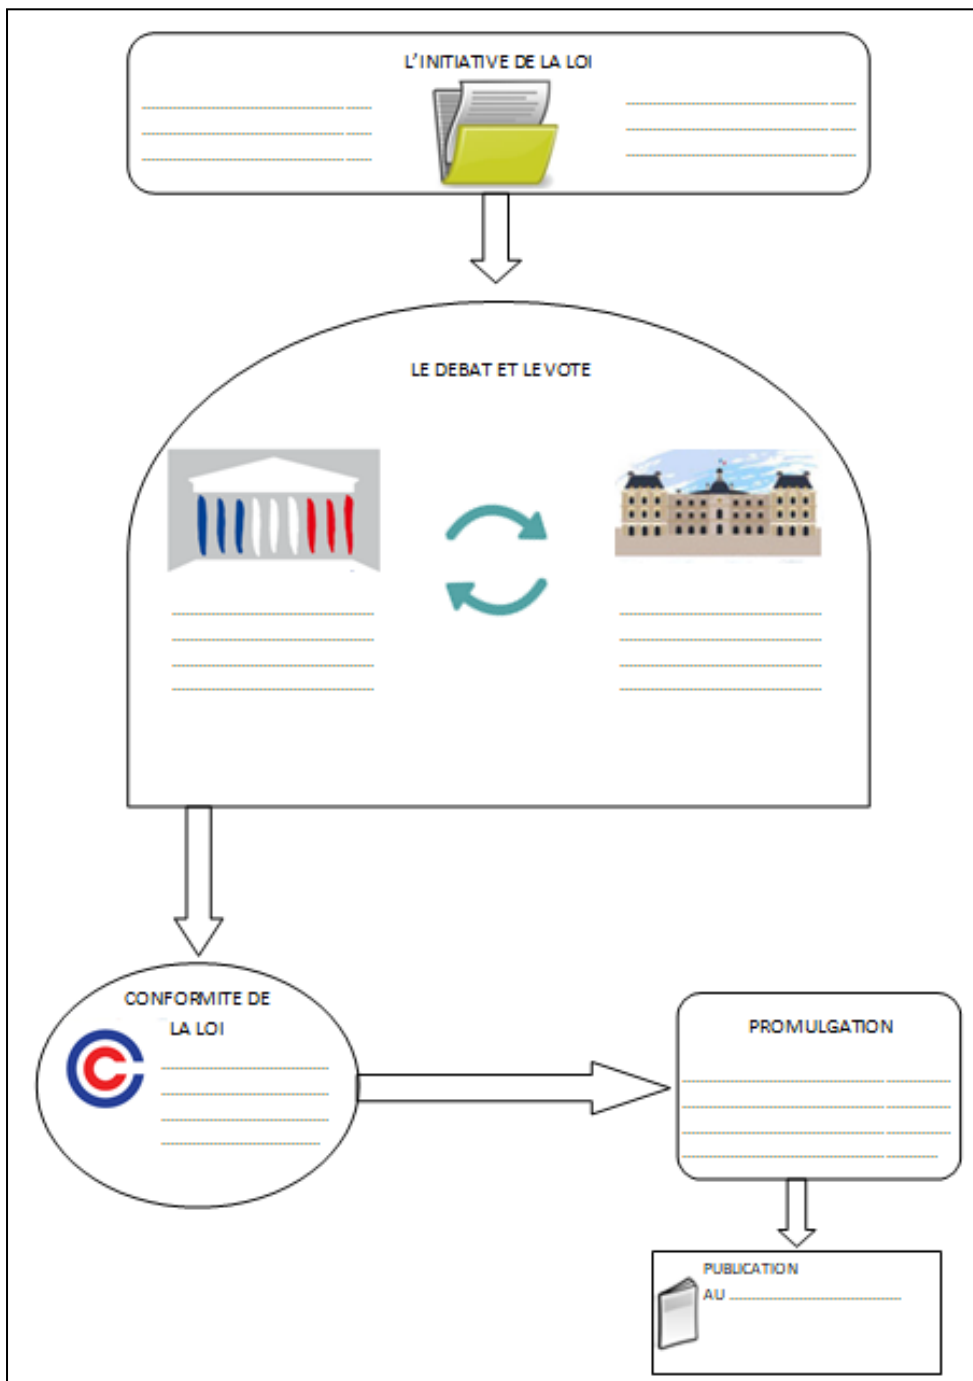 L'INITIATIVE DE LA LOI
LE DEBAT ET LE VOTE
CONFORMITE DE
LA LOI
PROMULGATION
PUBLICATION
AU